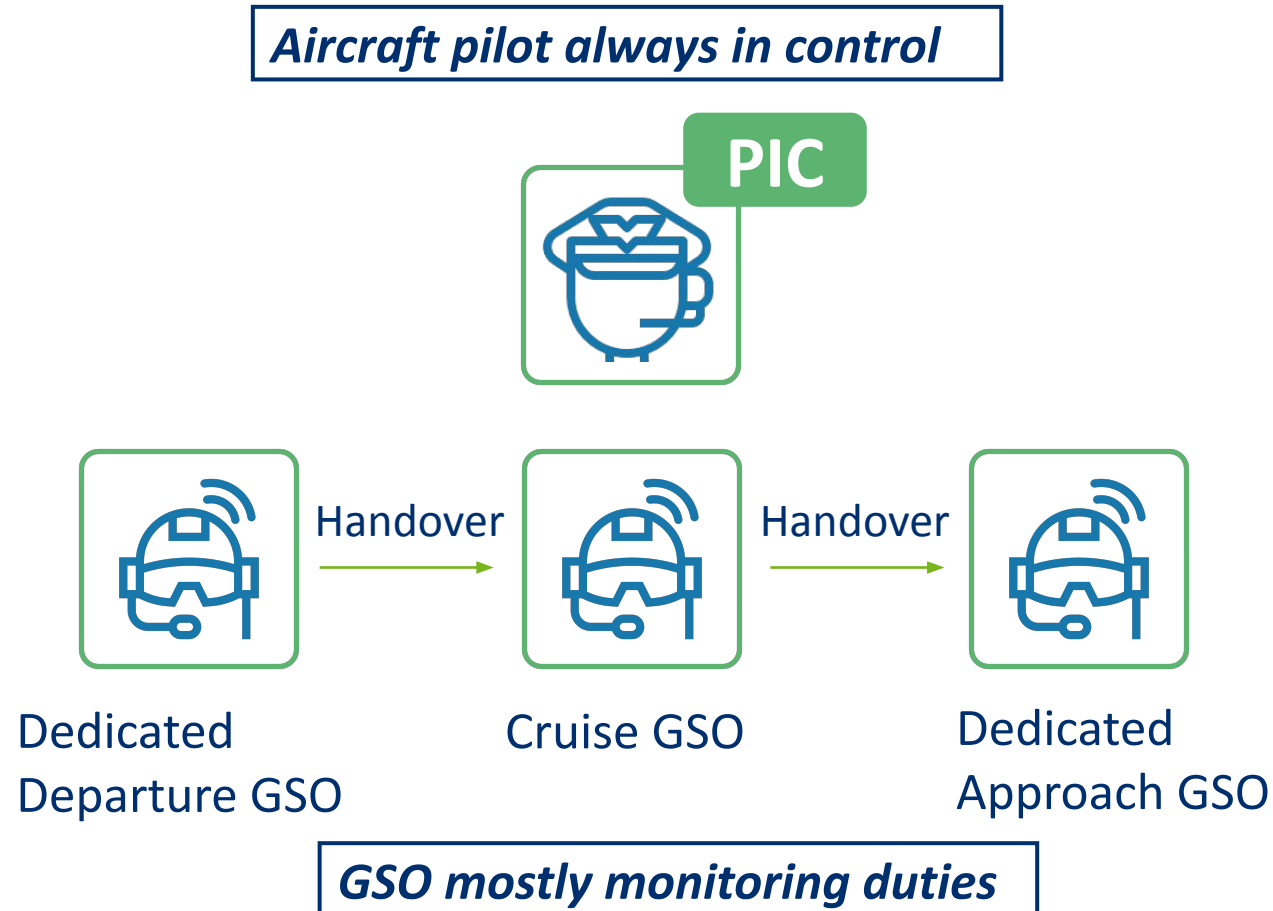 Aircraft pilot always in control
PIC
Handover
Handover
Dedicated
Departure GSO
Cruise GSO
Dedicated
Approach GSO
GSO mostly monitoring duties